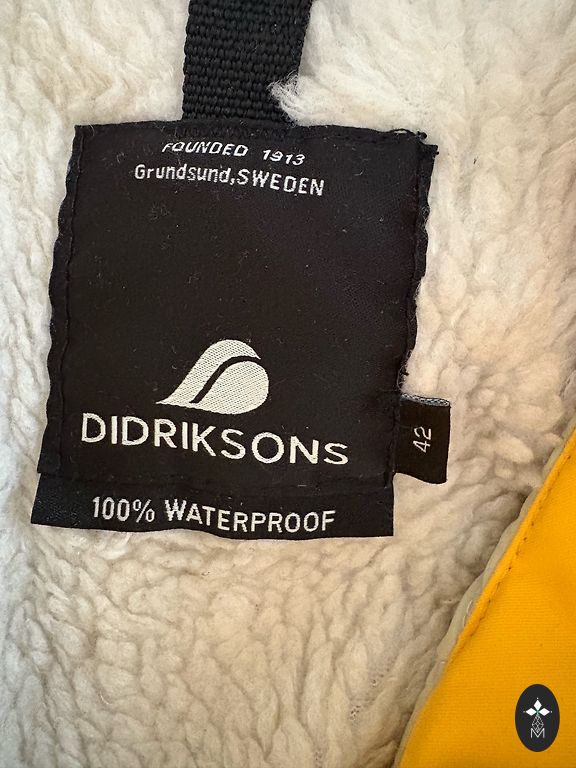 FOUNDED 1913
Grundsund,SWEDEN
DIDRIKSONS
42
100% WATERPROOF
M